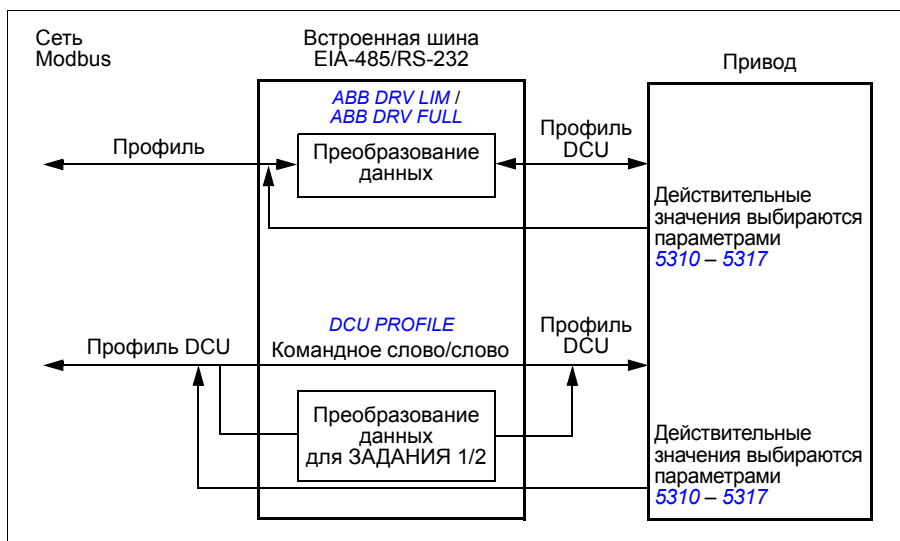 Сеть
Modbus
Встроенная шина
EIA-485/RS-232
Привод
ABB DRV LIM /
ABB DRV FULL
Профиль
Преобразование
данных
Профиль
DCU
Действительные
значения выбираются
параметрами
5310 – 5317
DCU PROFILE
Профиль DCU
Командное слово/слово
Профиль
DCU
Преобразование
данных
для ЗАДАНИЯ 1/2
Действительные
значения выбираются
параметрами
5310 – 5317